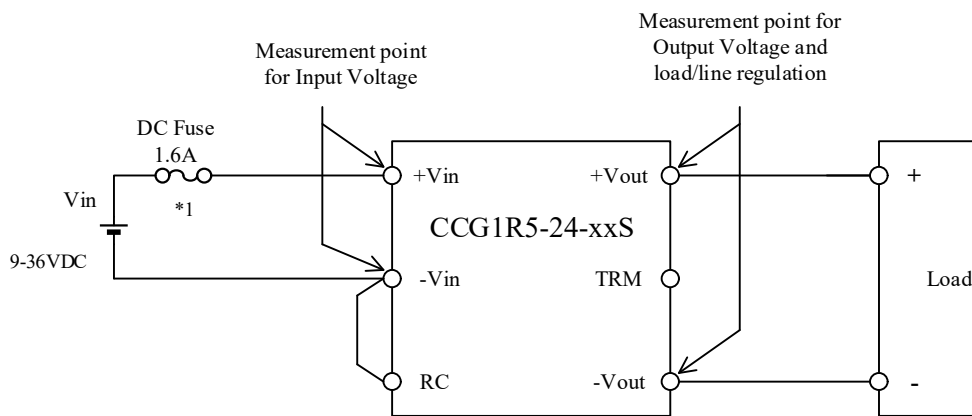 Measurement point
for Input Voltage
Measurement point for
Output Voltage and
load/line regulation
DC Fuse
1.6A
*1
Vin
9-36VDC
+Vin
-Vin
RC
CCG1R5-24-xxS
+Vout
TRM
-Vout
+
Load
-